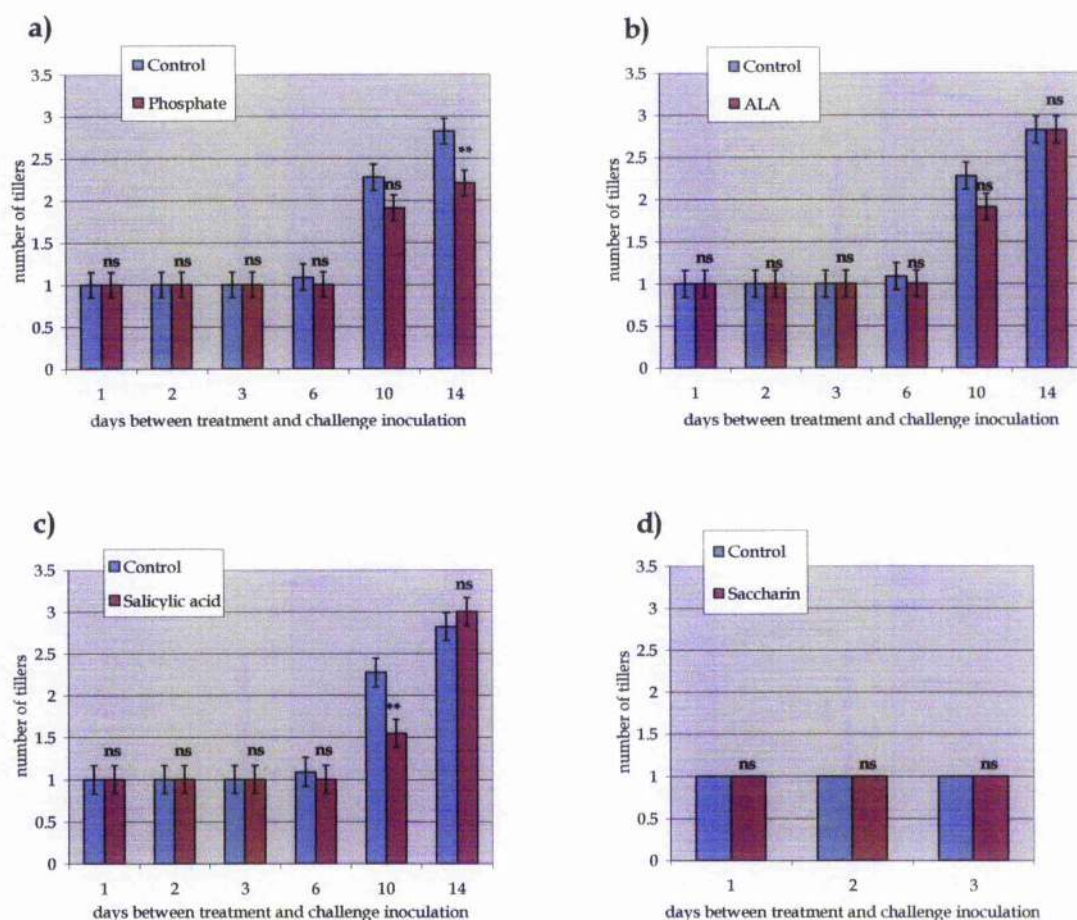 a)
Control
Phosphate
number of tillers
3.5
3
2.5
2
1.5
1
0.5
0
ns
ns
ns
ns
ns
**
1
2
3
6
10
14
days between treatment and challenge inoculation
b)
Control
ALA
number of tillers
3.5
3
2.5
2
1.5
1
0.5
0
ns
ns
ns
ns
ns
ns
1
2
3
6
10
14
days between treatment and challenge inoculation
c)
Control
Salicylic acid
number of tillers
3.5
3
2.5
2
1.5
1
0.5
0
ns
ns
ns
ns
**
ns
1
2
3
6
10
14
days between treatment and challenge inoculation
d)
Control
Saccharin
number of tillers
3.5
3
2.5
2
1.5
1
0.5
0
ns
ns
ns
1
2
3
days between treatment and challenge inoculation